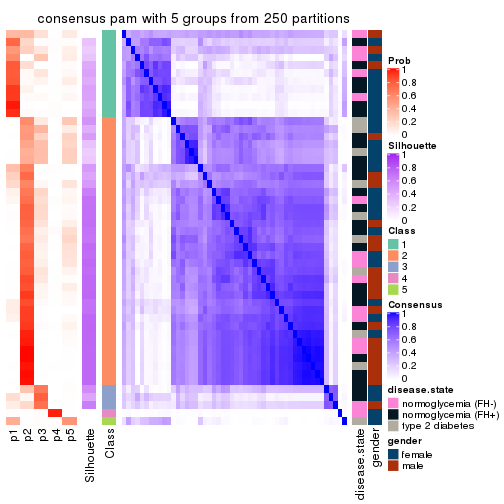 consensus pam with 5 groups from 250 partitions
Prob
1
0.8
0.6
0.4
0.2
0
Silhouette
1
0.8
0.6
0.4
0.2
0
Class
1
2
3
4
5
Consensus
1
0.8
0.6
0.4
0.2
0
disease.state
normoglycemia (FH-)
normoglycemia (FH+)
type 2 diabetes
gender
female
male
p1
p2
p3
p4
p5
Silhouette
Class
disease.state
gender